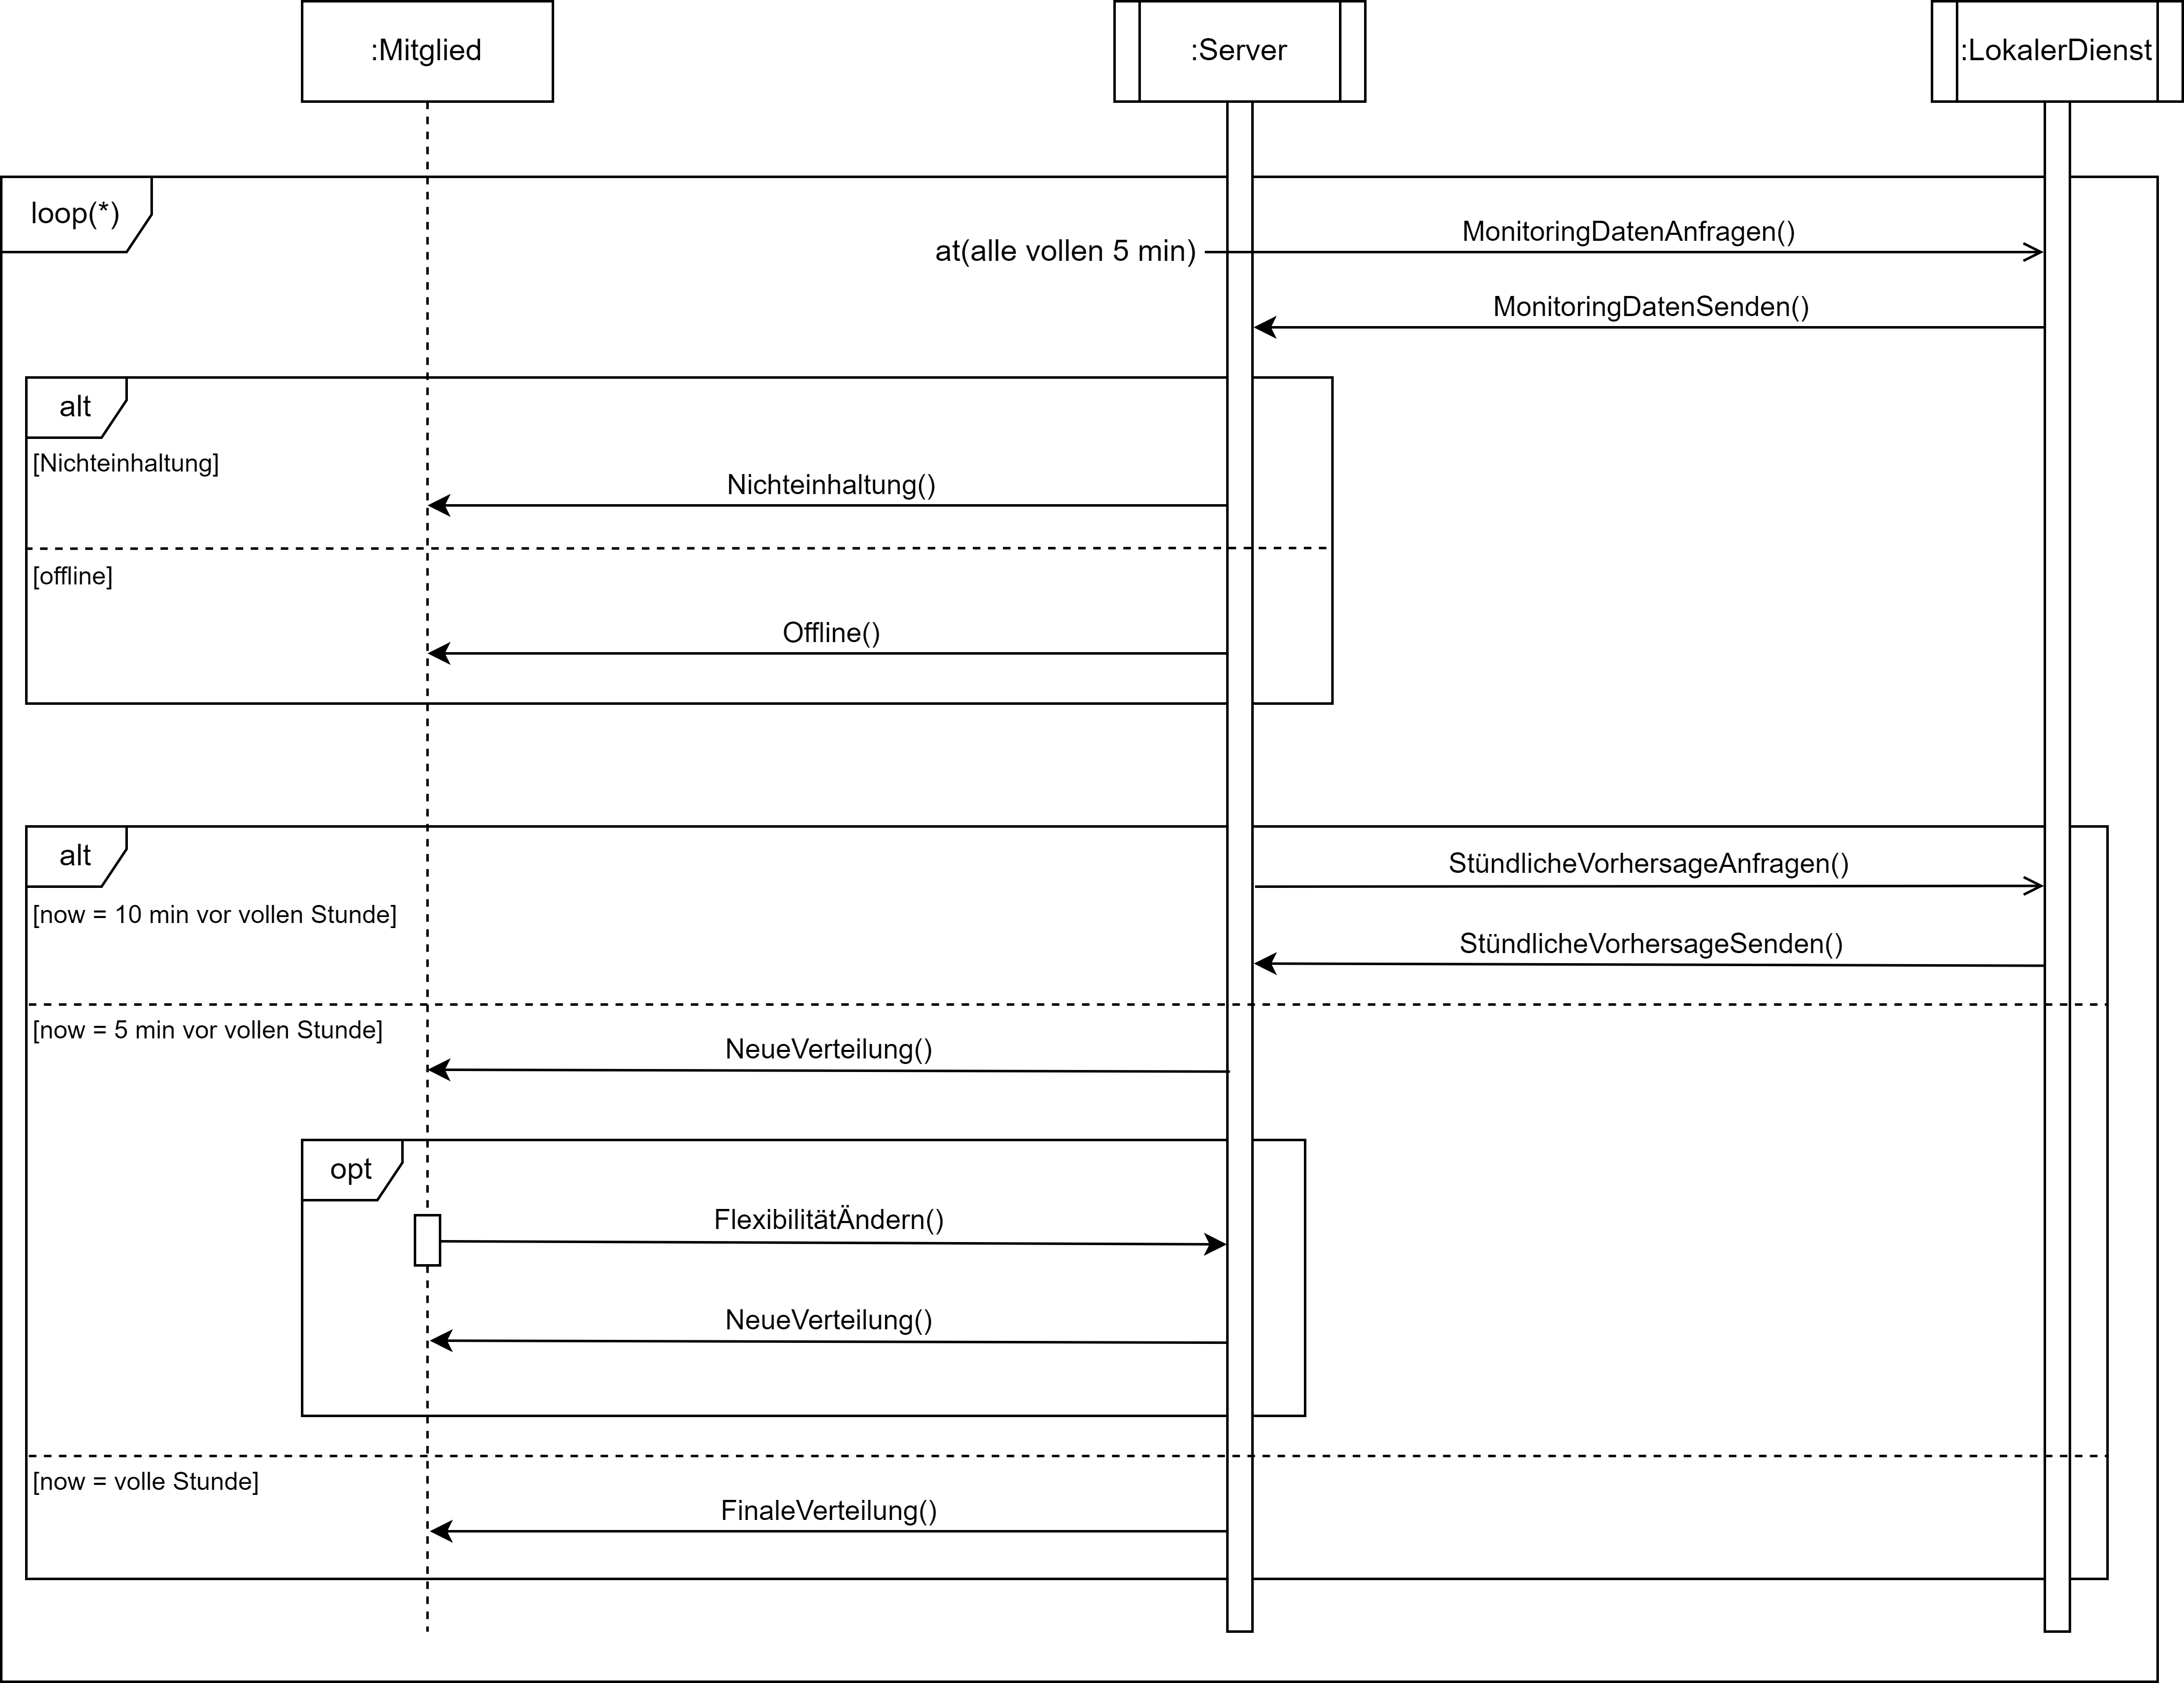 :Mitglied
:Server
:LokalerDienst
loop(*)
MonitoringDatenAnfragen()
at(alle vollen 5 min)
MonitoringDatenSenden()
alt
[Nichteinhaltung]
Nichteinhaltung()
[offline]
Offline()
alt
StündlicheVorhersageAnfragen()
[now = 10 min vor vollen Stunde]
StündlicheVorhersageSenden()
[now = 5 min vor vollen Stunde]
NeueVerteilung()
opt
FlexibilitätÄndern()
NeueVerteilung()
[now = volle Stunde]
FinaleVerteilung()